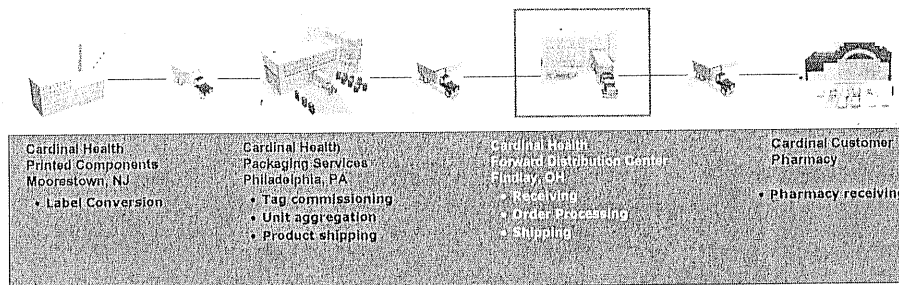 Cardinal Health
Printed Components
Moorestown, NJ
• Label Conversion
Cardinal Health
Packaging Services
Philadelphia, PA
• Tag commissioning
• Unit aggregation
• Product shipping
Cardinal Health
Forward Distribution Center
Findlay, OH
• Receiving
• Order Processing
• Shipping
Cardinal Customer
Pharmacy
• Pharmacy receiving